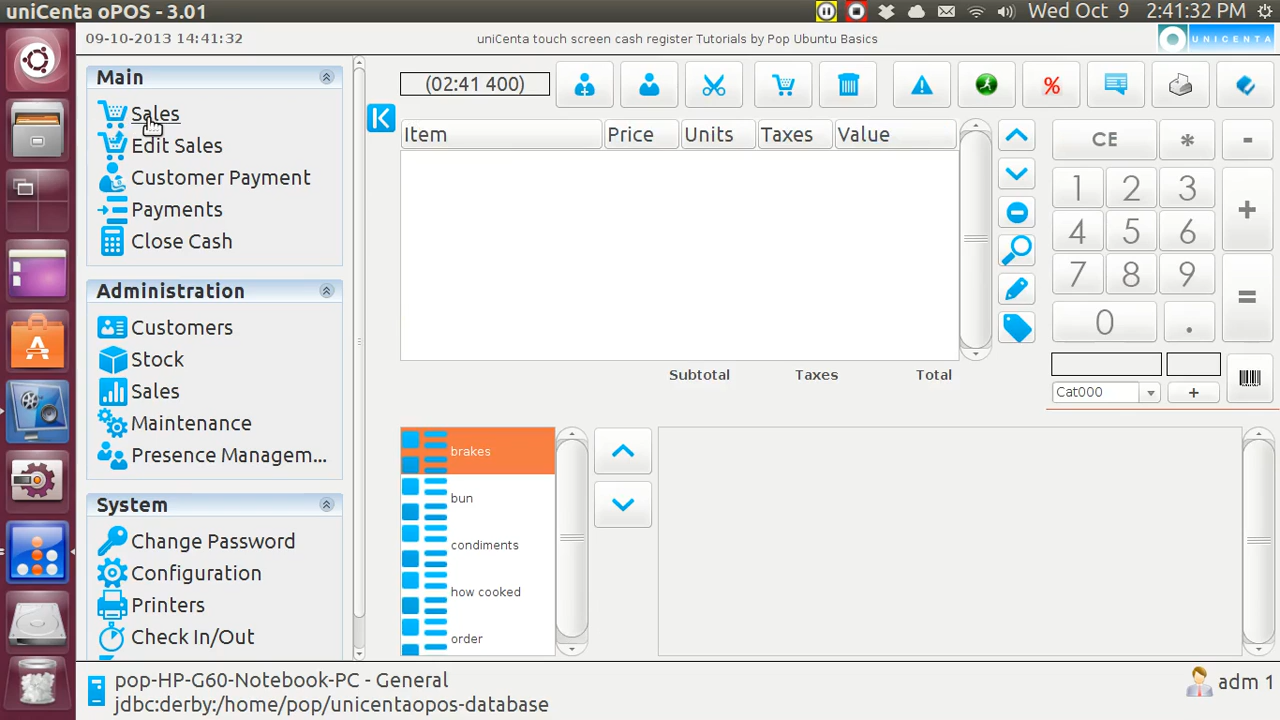 uniCenta oPOS - 3.01
Wed Oct 9 2:41:32 PM
09-10-2013 14:41:32
uniCenta touch screen cash register Tutorials by Pop Ubuntu Basics
UNICENTA
Main
Sales
Edit Sales
Customer Payment
Payments
Close Cash
Administration
Customers
Stock
Sales
Maintenance
Presence Managem...
System
Change Password
Configuration
Printers
Check In/Out
(02:41 400)
%
Item Price Units Taxes Value
Subtotal Taxes Total
CE * -
1 2 3 +
4 5 6
7 8 9 =
0 .
Cat000 +
brakes
bun
condiments
how cooked
order
pop-HP-G60-Notebook-PC - General
jdbc:derby:/home/pop/unicentaopos-database
adm 1